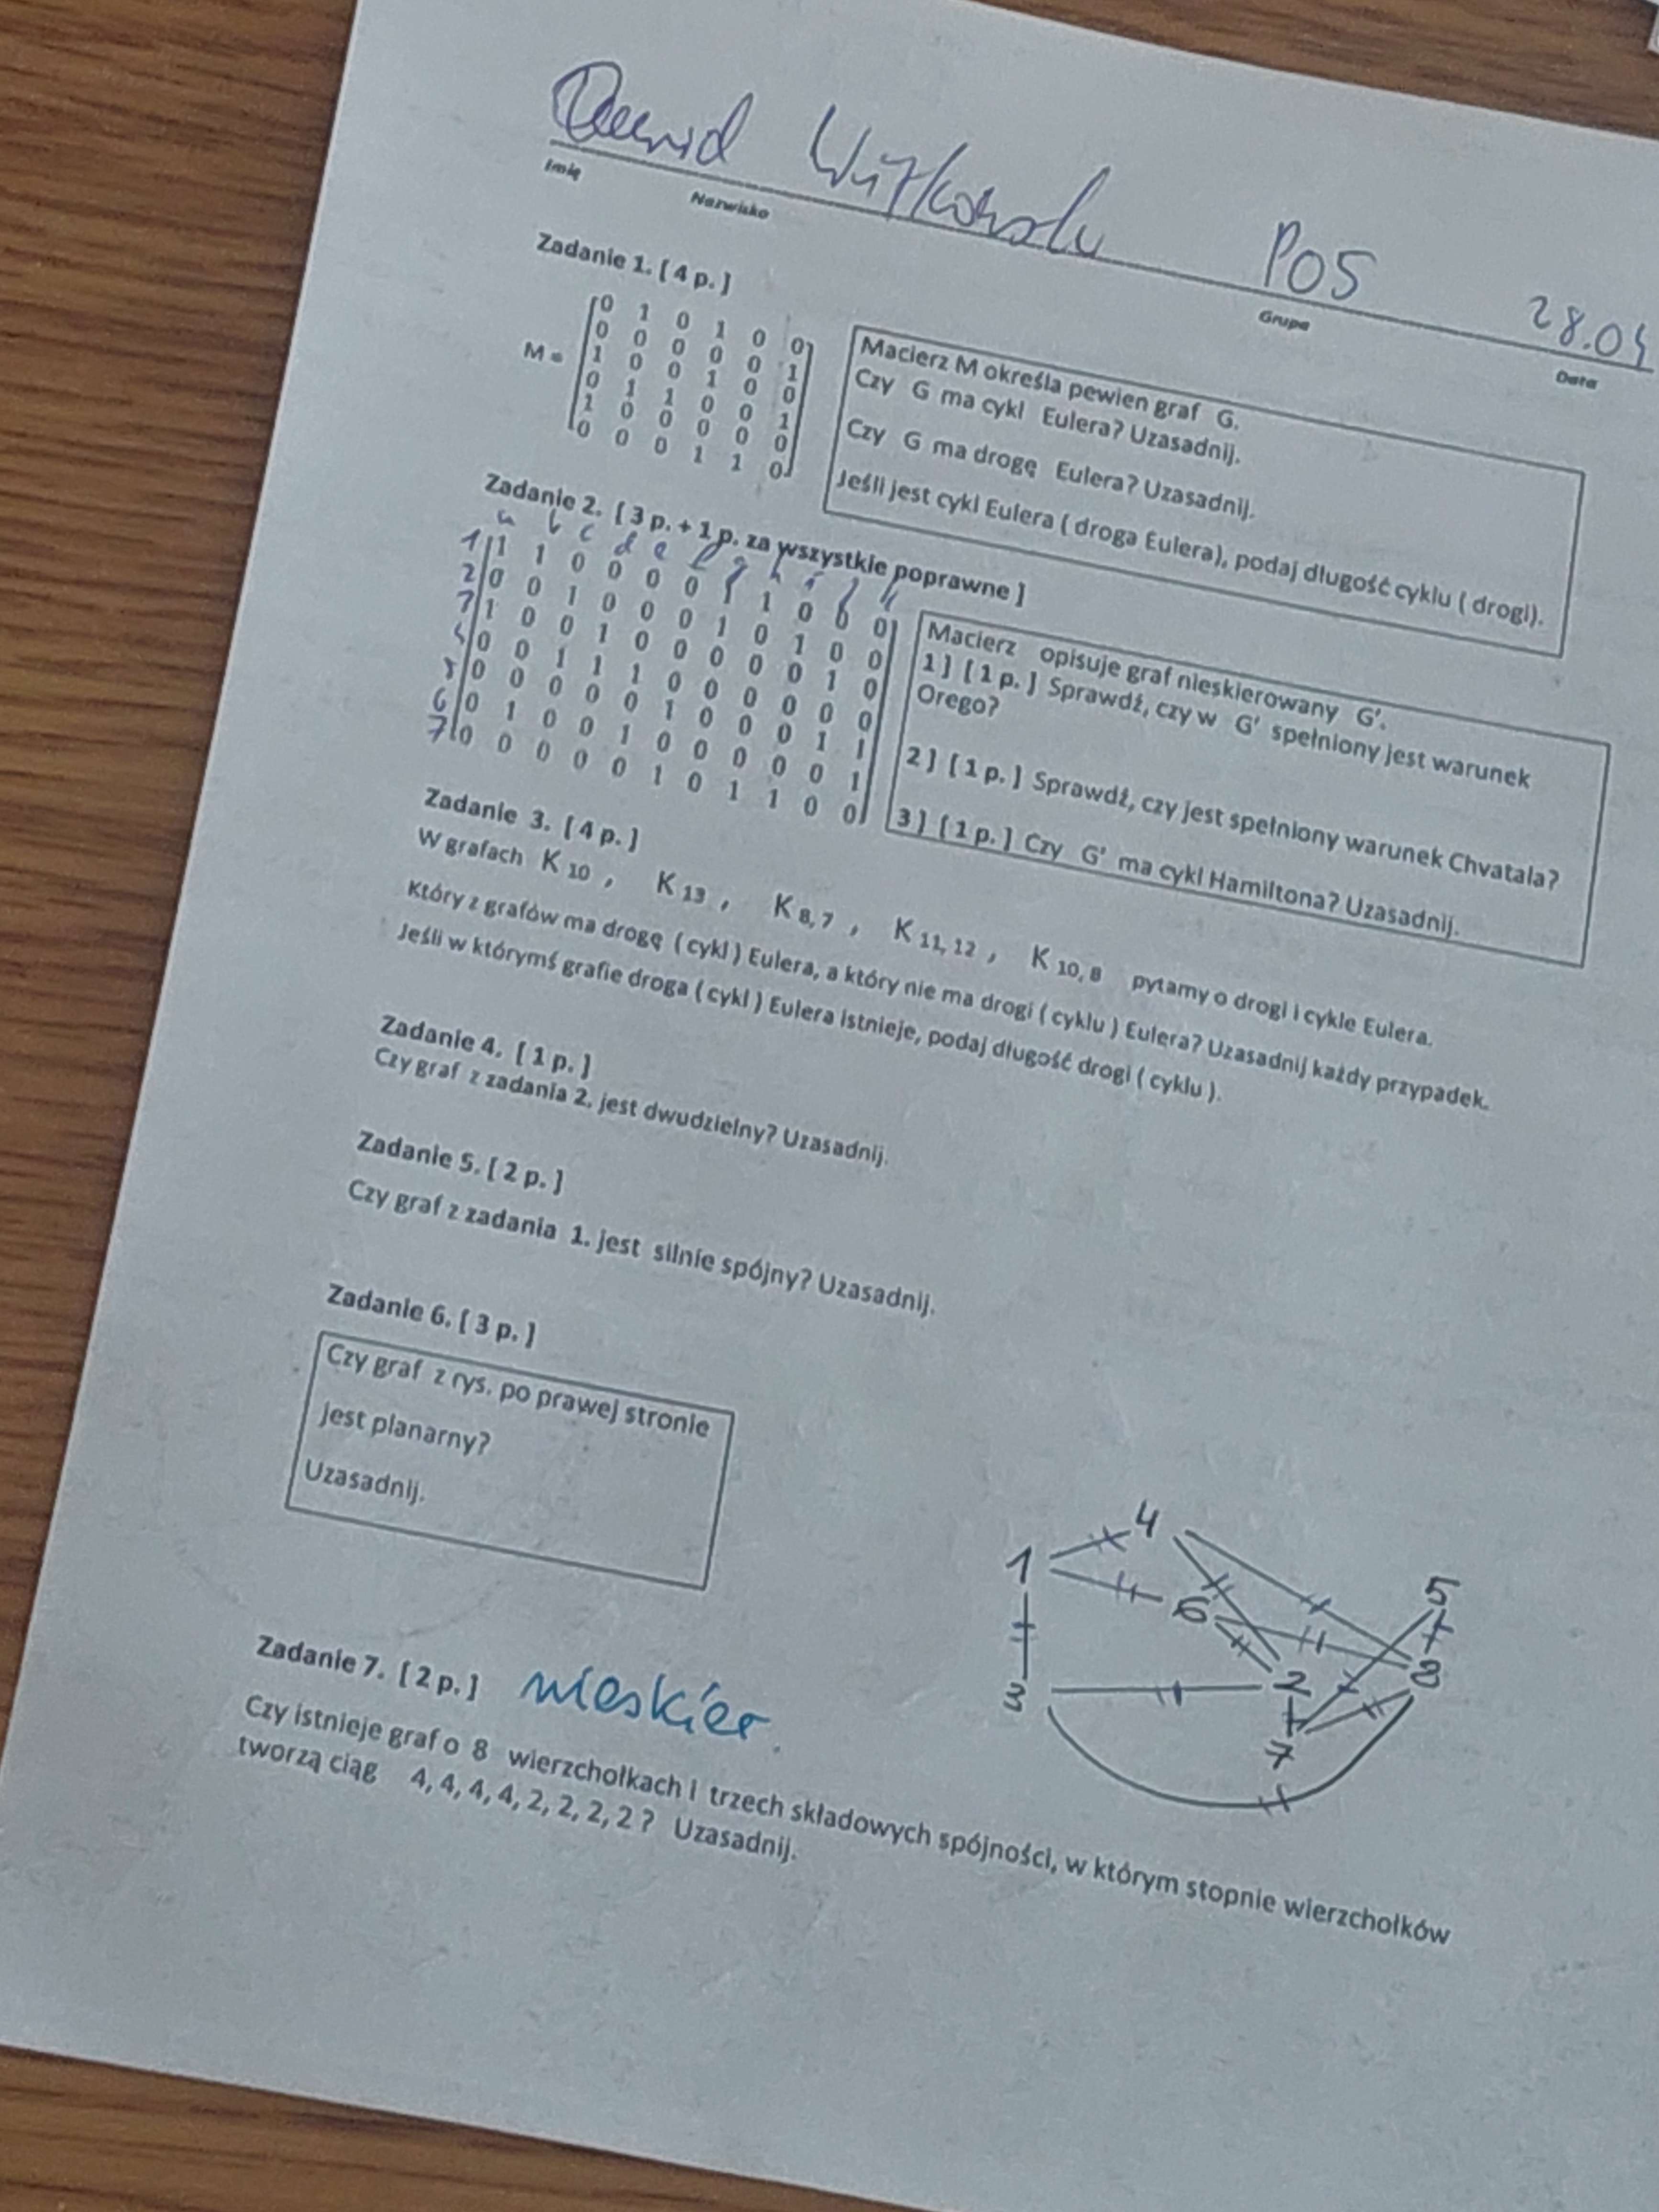 Dawid Witkowski P05 28.04
Imię Nazwisko Grupa Data
Zadanie 1. [ 4 p. ]
M =
0 1 0 1 0 0
0 0 0 0 0 1
1 0 0 1 0 0
0 1 1 0 0 1
1 0 0 0 0 0
0 0 0 1 1 0
Macierz M określa pewien graf G.
Czy G ma cykl Eulera? Uzasadnij.
Czy G ma drogę Eulera? Uzasadnij.
Jeśli jest cykl Eulera ( droga Eulera), podaj długość cyklu ( drogi).
Zadanie 2. [ 3 p. + 1 p. za wszystkie poprawne ]
a b c d e f g h i j k
1 1 1 0 0 0 0 1 0 0 0
2 0 0 1 0 0 0 1 0 1 0 0
1 0 0 1 0 0 0 0 0 1 0
0 0 1 1 1 0 0 0 0 0 0
0 0 0 0 0 1 0 0 0 1 1
6 0 1 0 0 1 0 0 0 0 0 1
7 0 0 0 0 0 1 0 1 1 0 0
Macierz opisuje graf nieskierowany G'.
1 ] [ 1 p. ] Sprawdź, czy w G' spełniony jest warunek
Orego?
2 ] [ 1 p. ] Sprawdź, czy jest spełniony warunek Chvatala?
3 ] [ 1 p. ] Czy G' ma cykl Hamiltona? Uzasadnij.
Zadanie 3. [ 4 p. ]
W grafach K 10 , K 13 , K 8, 7 , K 11, 12 , K 10, 8 pytamy o drogi i cykle Eulera.
Który z grafów ma drogę ( cykl ) Eulera, a który nie ma drogi ( cyklu ) Eulera? Uzasadnij każdy przypadek.
Jeśli w którymś grafie droga ( cykl ) Eulera istnieje, podaj długość drogi ( cyklu ).
Zadanie 4. [ 1 p. ]
Czy graf z zadania 2. jest dwudzielny? Uzasadnij.
Zadanie 5. [ 2 p. ]
Czy graf z zadania 1. jest silnie spójny? Uzasadnij.
Zadanie 6. [ 3 p. ]
Czy graf z rys. po prawej stronie
jest planarny?
Uzasadnij.
4
1
5
6
8
2
3
7
Zadanie 7. [ 2 p. ] nieskier.
Czy istnieje graf o 8 wierzchołkach i trzech składowych spójności, w którym stopnie wierzchołków
tworzą ciąg 4, 4, 4, 4, 2, 2, 2, 2 ? Uzasadnij.